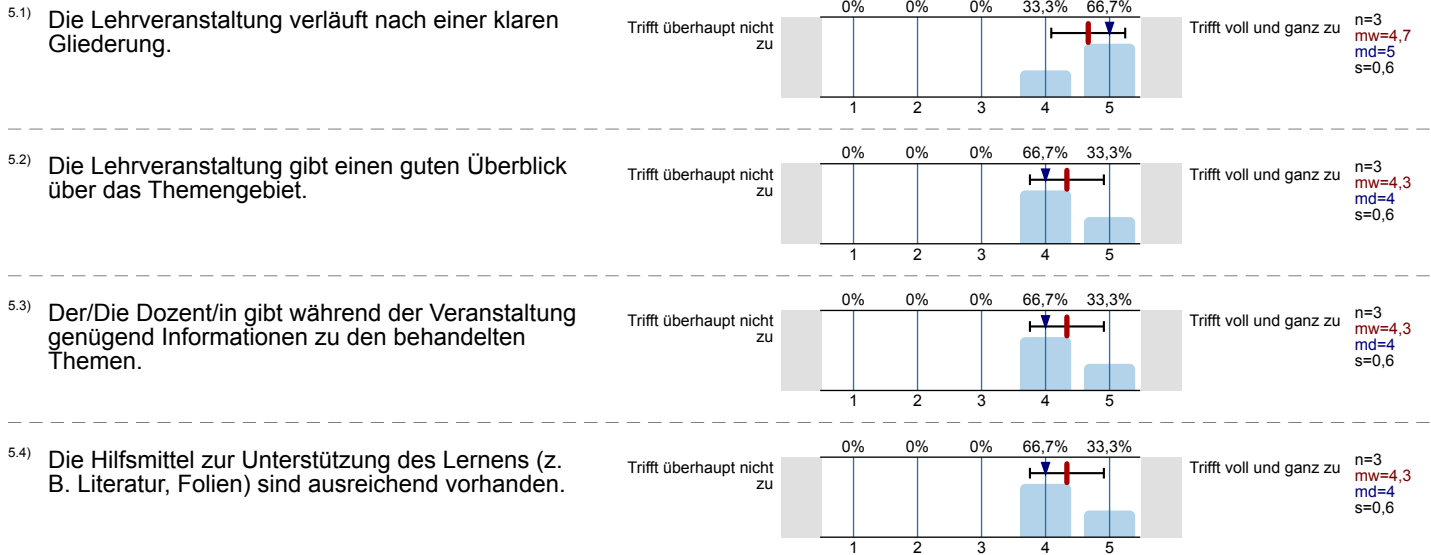 5.1) Die Lehrveranstaltung verläuft nach einer klaren
Gliederung.
Trifft überhaupt nicht
zu
0% 0% 0% 33,3% 66,7%
1 2 3 4 5
Trifft voll und ganz zu
n=3
mw=4,7
md=5
s=0,6
5.2) Die Lehrveranstaltung gibt einen guten Überblick
über das Themengebiet.
Trifft überhaupt nicht
zu
0% 0% 0% 66,7% 33,3%
1 2 3 4 5
Trifft voll und ganz zu
n=3
mw=4,3
md=4
s=0,6
5.3) Der/Die Dozent/in gibt während der Veranstaltung
genügend Informationen zu den behandelten
Themen.
Trifft überhaupt nicht
zu
0% 0% 0% 66,7% 33,3%
1 2 3 4 5
Trifft voll und ganz zu
n=3
mw=4,3
md=4
s=0,6
5.4) Die Hilfsmittel zur Unterstützung des Lernens (z.
B. Literatur, Folien) sind ausreichend vorhanden.
Trifft überhaupt nicht
zu
0% 0% 0% 66,7% 33,3%
1 2 3 4 5
Trifft voll und ganz zu
n=3
mw=4,3
md=4
s=0,6